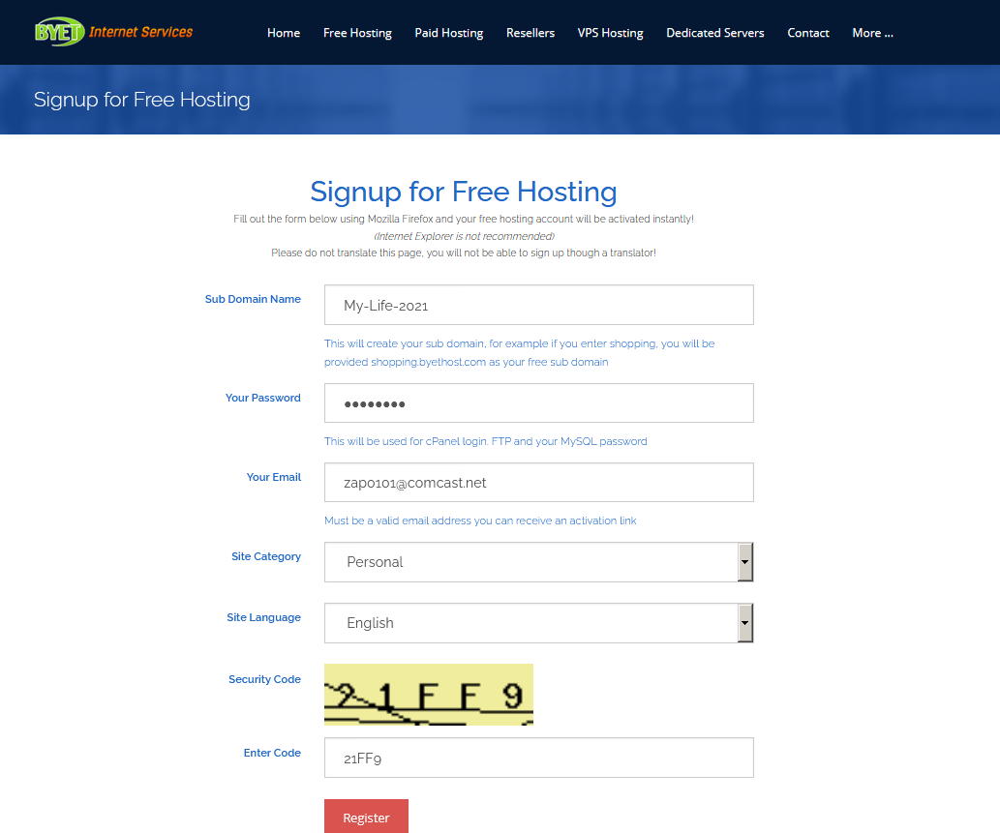 BYET Internet Services
Home Free Hosting Paid Hosting Resellers VPS Hosting Dedicated Servers Contact More ...
Signup for Free Hosting
Signup for Free Hosting
Fill out the form below using Mozilla Firefox and your free hosting account will be activated instantly!
(Internet Explorer is not recommended)
Please do not translate this page, you will not be able to sign up though a translator!
Sub Domain Name
My-Life-2021
This will create your sub domain, for example if you enter shopping, you will be
provided shopping.byethost.com as your free sub domain
Your Password
••••••••
This will be used for cPanel login. FTP and your MySQL password
Your Email
zap0101@comcast.net
Must be a valid email address you can receive an activation link
Site Category
Personal
Site Language
English
Security Code
21FF9
Enter Code
21FF9
Register